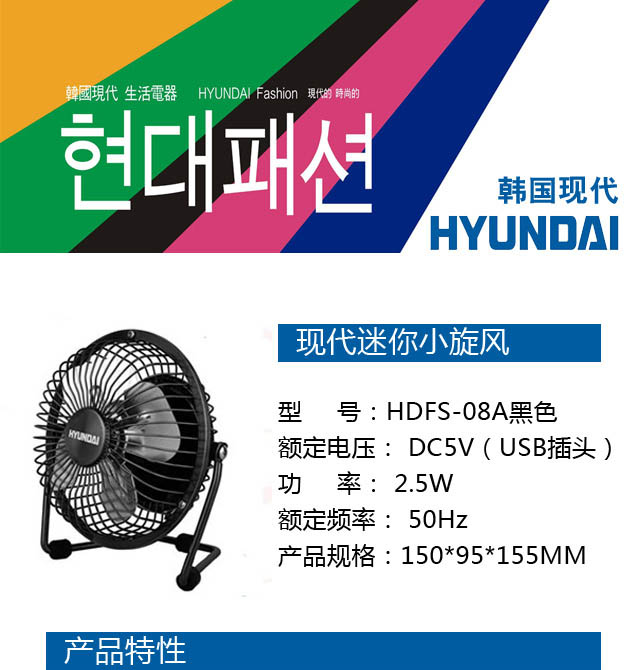 韓國現代 生活電器 HYUNDAI Fashion 現代的 時尚的
현대패션
韩国现代
HYUNDAI
HYUNDAI
现代迷你小旋风
型 号：HDFS-08A黑色
额定电压： DC5V（USB插头）
功 率： 2.5W
额定频率： 50Hz
产品规格：150*95*155MM
产品特性